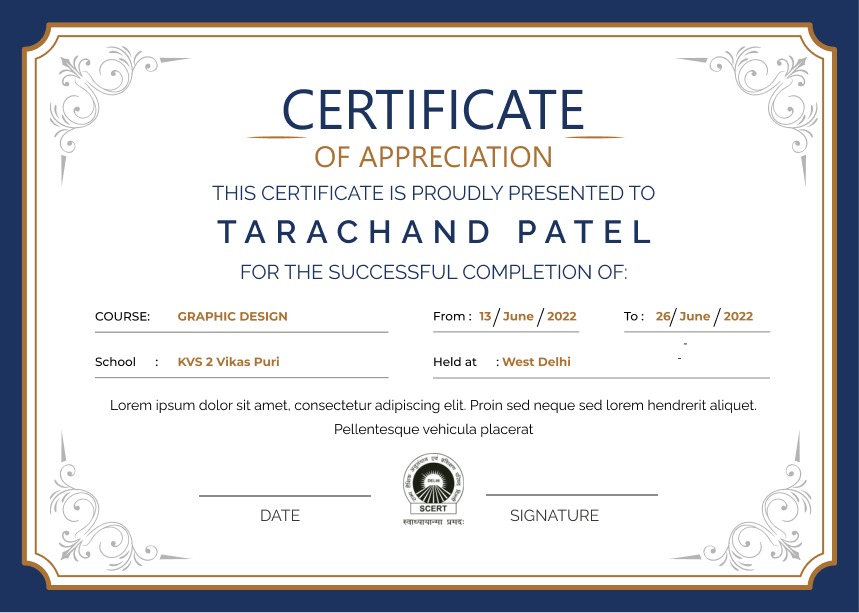 CERTIFICATE
OF APPRECIATION
THIS CERTIFICATE IS PROUDLY PRESENTED TO
TARACHAND PATEL
FOR THE SUCCESSFUL COMPLETION OF:
COURSE: GRAPHIC DESIGN From : 13 / June / 2022 To : 26/ June / 2022
-
-
School : KVS 2 Vikas Puri Held at : West Delhi
Lorem ipsum dolor sit amet, consectetur adipiscing elit. Proin sed neque sed lorem hendrerit aliquet.
Pellentesque vehicula placerat
DELHI
SCERT
स्वाध्यायान्मा प्रमदः
DATE SIGNATURE